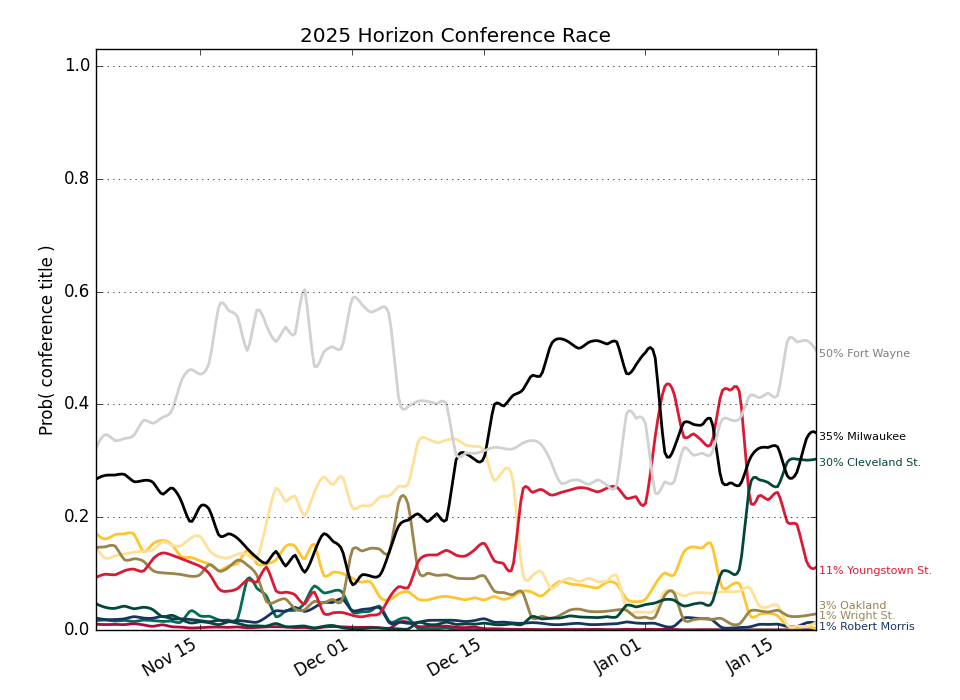 2025 Horizon Conference Race
Prob( conference title )
1.0
0.8
0.6
0.4
0.2
0.0
Nov 15
Dec 01
Dec 15
Jan 01
Jan 15
50% Fort Wayne
35% Milwaukee
30% Cleveland St.
11% Youngstown St.
3% Oakland
1% Wright St.
1% Robert Morris